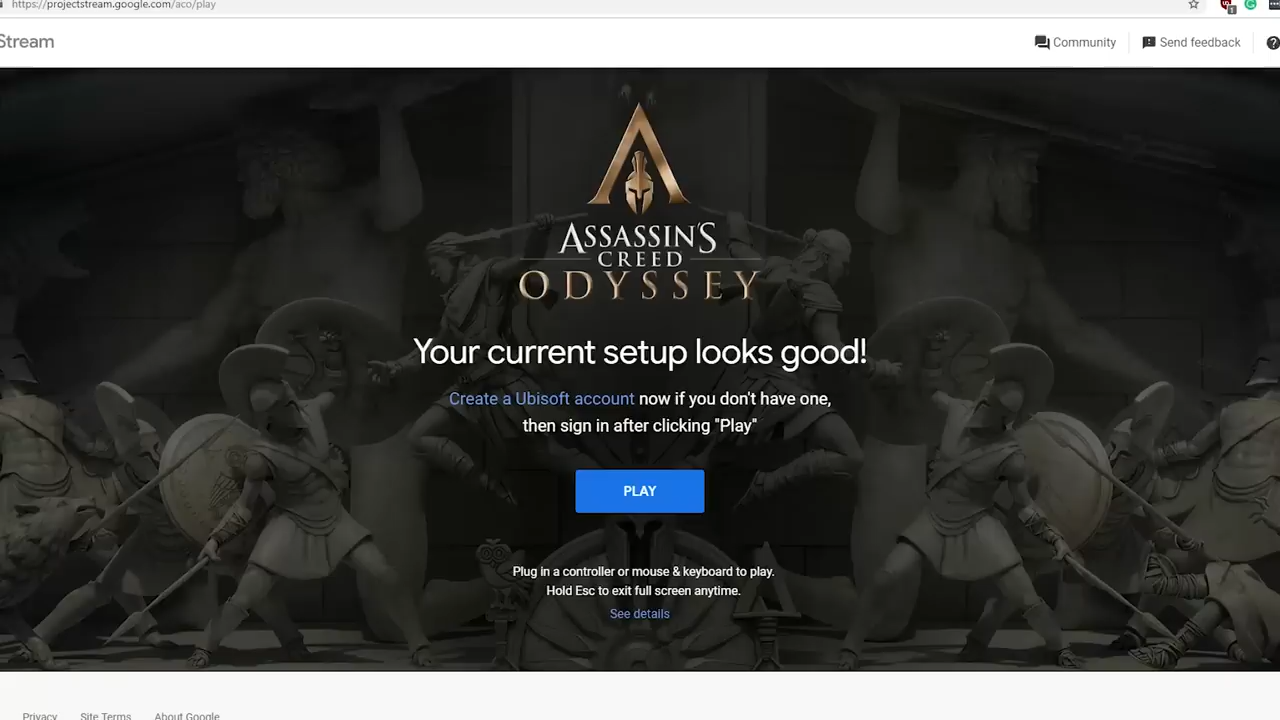 https://projectstream.google.com/aco/play
Stream
Community
Send feedback
ASSASSIN'S
CREED
ODYSSEY
Your current setup looks good!
Create a Ubisoft account now if you don't have one,
then sign in after clicking "Play"
PLAY
Plug in a controller or mouse & keyboard to play.
Hold Esc to exit full screen anytime.
See details
Privacy
Site Terms
About Google